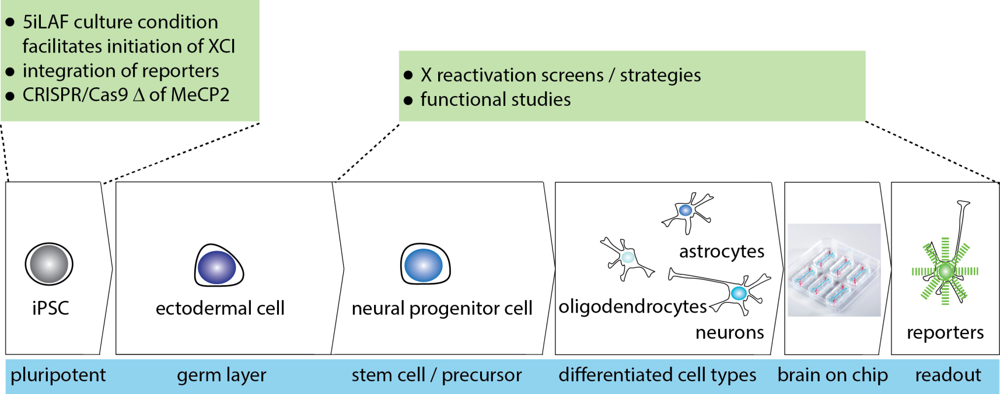 ● 5iLAF culture condition
facilitates initiation of XCI
● integration of reporters
● CRISPR/Cas9 Δ of MeCP2
● X reactivation screens / strategies
● functional studies
iPSC
ectodermal cell
neural progenitor cell
astrocytes
oligodendrocytes
neurons
reporters
pluripotent
germ layer
stem cell / precursor
differentiated cell types
brain on chip
readout